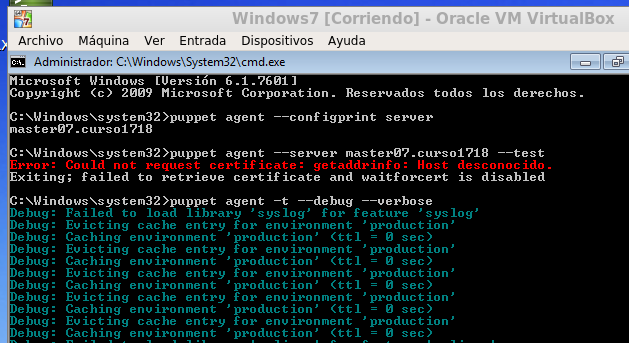 Windows7 [Corriendo] - Oracle VM VirtualBox
Archivo Máquina Ver Entrada Dispositivos Ayuda
Administrador: C:\Windows\System32\cmd.exe
Microsoft Windows [Versión 6.1.7601]
Copyright (c) 2009 Microsoft Corporation. Reservados todos los derechos.
C:\Windows\system32>puppet agent --configprint server
master07.curso1718
C:\Windows\system32>puppet agent --server master07.curso1718 --test
Error: Could not request certificate: getaddrinfo: Host desconocido.
Exiting; failed to retrieve certificate and waitforcert is disabled
C:\Windows\system32>puppet agent -t --debug --verbose
Debug: Failed to load library 'syslog' for feature 'syslog'
Debug: Evicting cache entry for environment 'production'
Debug: Caching environment 'production' (ttl = 0 sec)
Debug: Evicting cache entry for environment 'production'
Debug: Caching environment 'production' (ttl = 0 sec)
Debug: Evicting cache entry for environment 'production'
Debug: Caching environment 'production' (ttl = 0 sec)
Debug: Evicting cache entry for environment 'production'
Debug: Caching environment 'production' (ttl = 0 sec)
Debug: Evicting cache entry for environment 'production'
Debug: Caching environment 'production' (ttl = 0 sec)